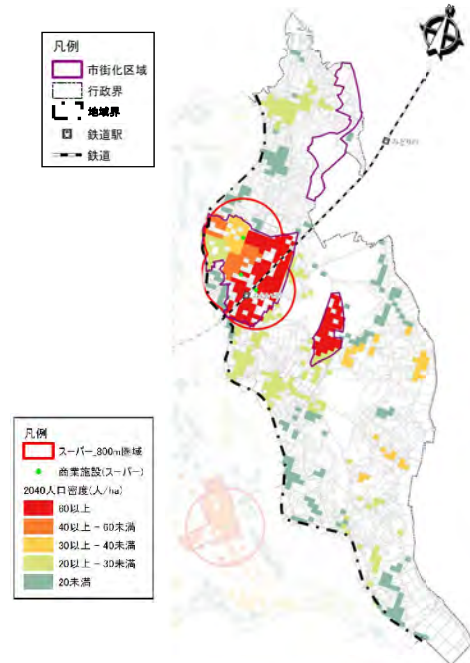 凡例
市街化区域
行政界
地域界
鉄道駅
鉄道
凡例
スーパー_800m圏域
商業施設(スーパー)
2040人口密度(人/ha)
60以上
40以上 - 60未満
30以上 - 40未満
20以上 - 30未満
20未満